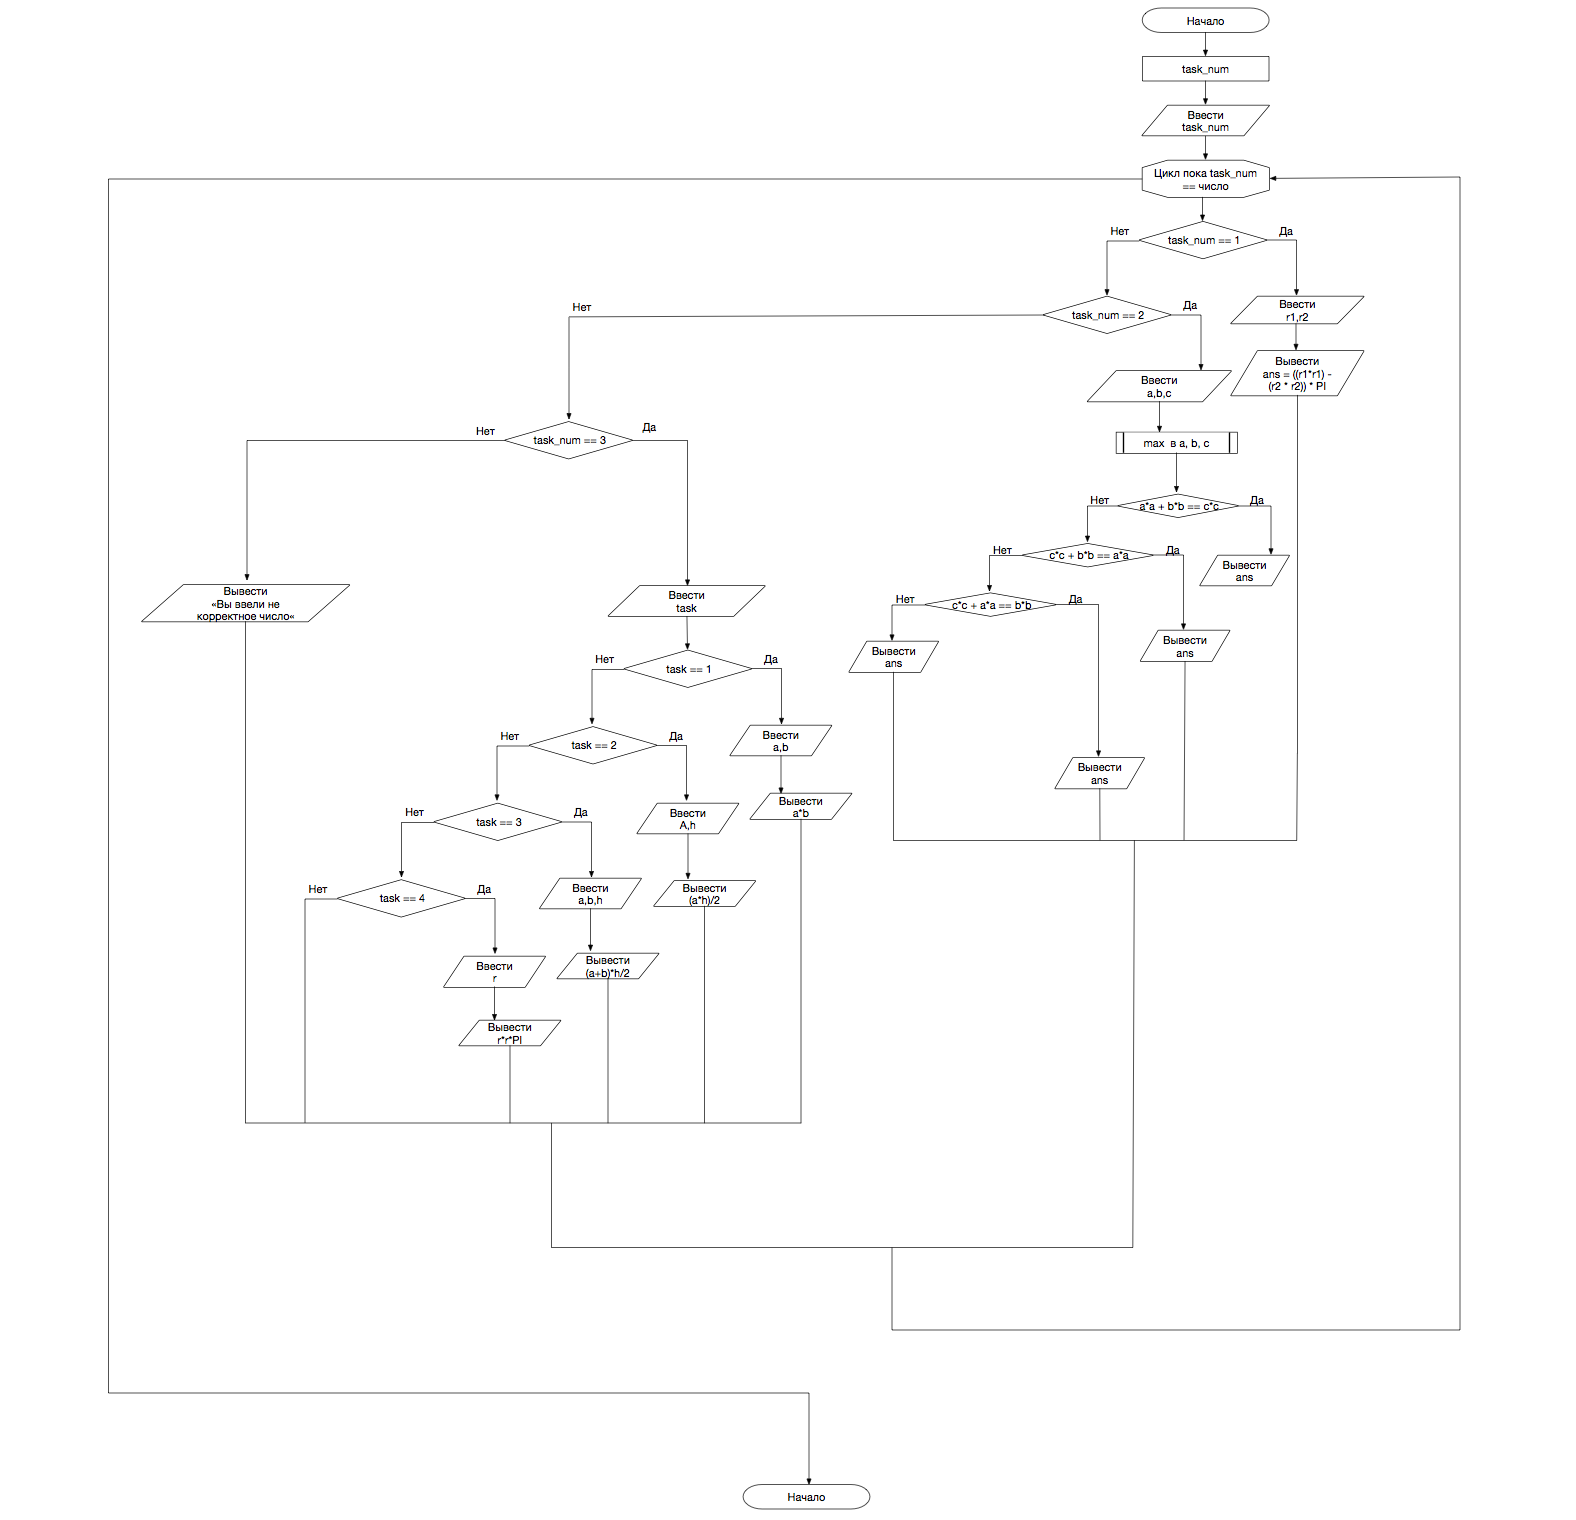 Начало
task_num
Ввести
task_num
Цикл пока task_num
== число
Нет
task_num == 1
Да
Нет
task_num == 2
Да
Ввести
r1,r2
Вывести
ans = ((r1*r1) -
(r2 * r2)) * PI
Ввести
a,b,c
Нет
task_num == 3
Да
max в a, b, c
Нет
a*a + b*b == c*c
Да
Нет
c*c + b*b == a*a
Да
Вывести
ans
Нет
c*c + a*a == b*b
Да
Вывести
«Вы ввели не
корректное число«
Ввести
task
Вывести
ans
Вывести
ans
Нет
task == 1
Да
Нет
task == 2
Да
Ввести
a,b
Вывести
ans
Нет
task == 3
Да
Ввести
A,h
Вывести
a*b
Нет
task == 4
Да
Ввести
a,b,h
Вывести
(a*h)/2
Ввести
r
Вывести
(a+b)*h/2
Вывести
r*r*PI
Начало